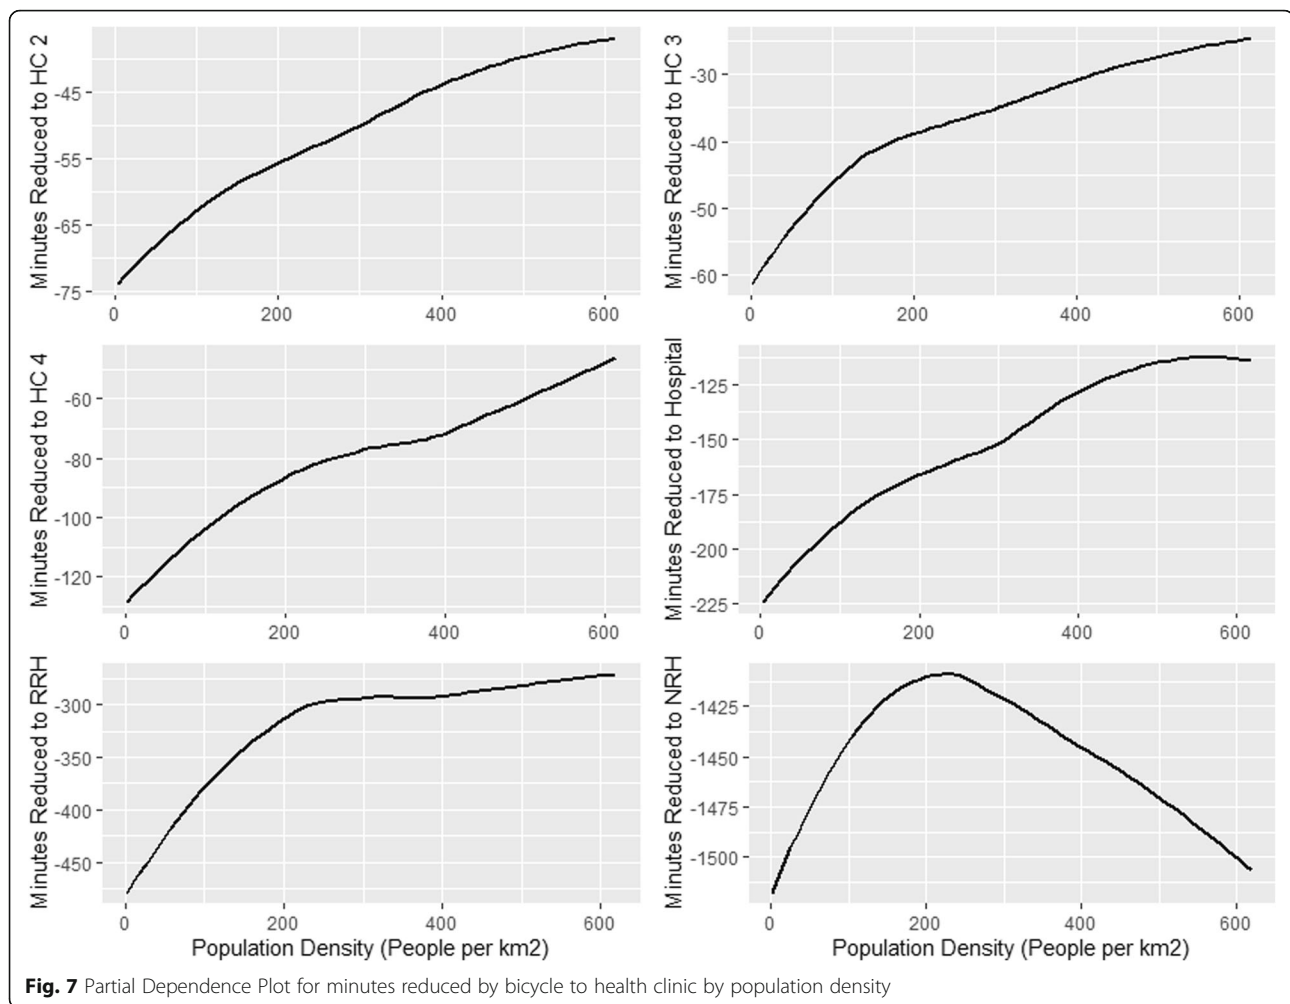 Minutes Reduced to HC 2
-45
-55
-65
-75
0 200 400 600
Minutes Reduced to HC 3
-30
-40
-50
-60
0 200 400 600
Minutes Reduced to HC 4
-60
-80
-100
-120
0 200 400 600
Minutes Reduced to Hospital
-125
-150
-175
-200
-225
0 200 400 600
Minutes Reduced to RRH
-300
-350
-400
-450
0 200 400 600
Population Density (People per km2)
Minutes Reduced to NRH
-1425
-1450
-1475
-1500
0 200 400 600
Population Density (People per km2)
Fig. 7 Partial Dependence Plot for minutes reduced by bicycle to health clinic by population density